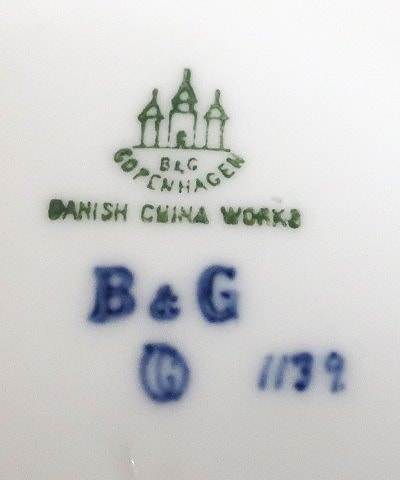 B&G
COPENHAGEN
DANISH CHINA WORKS
B & G
G 1139